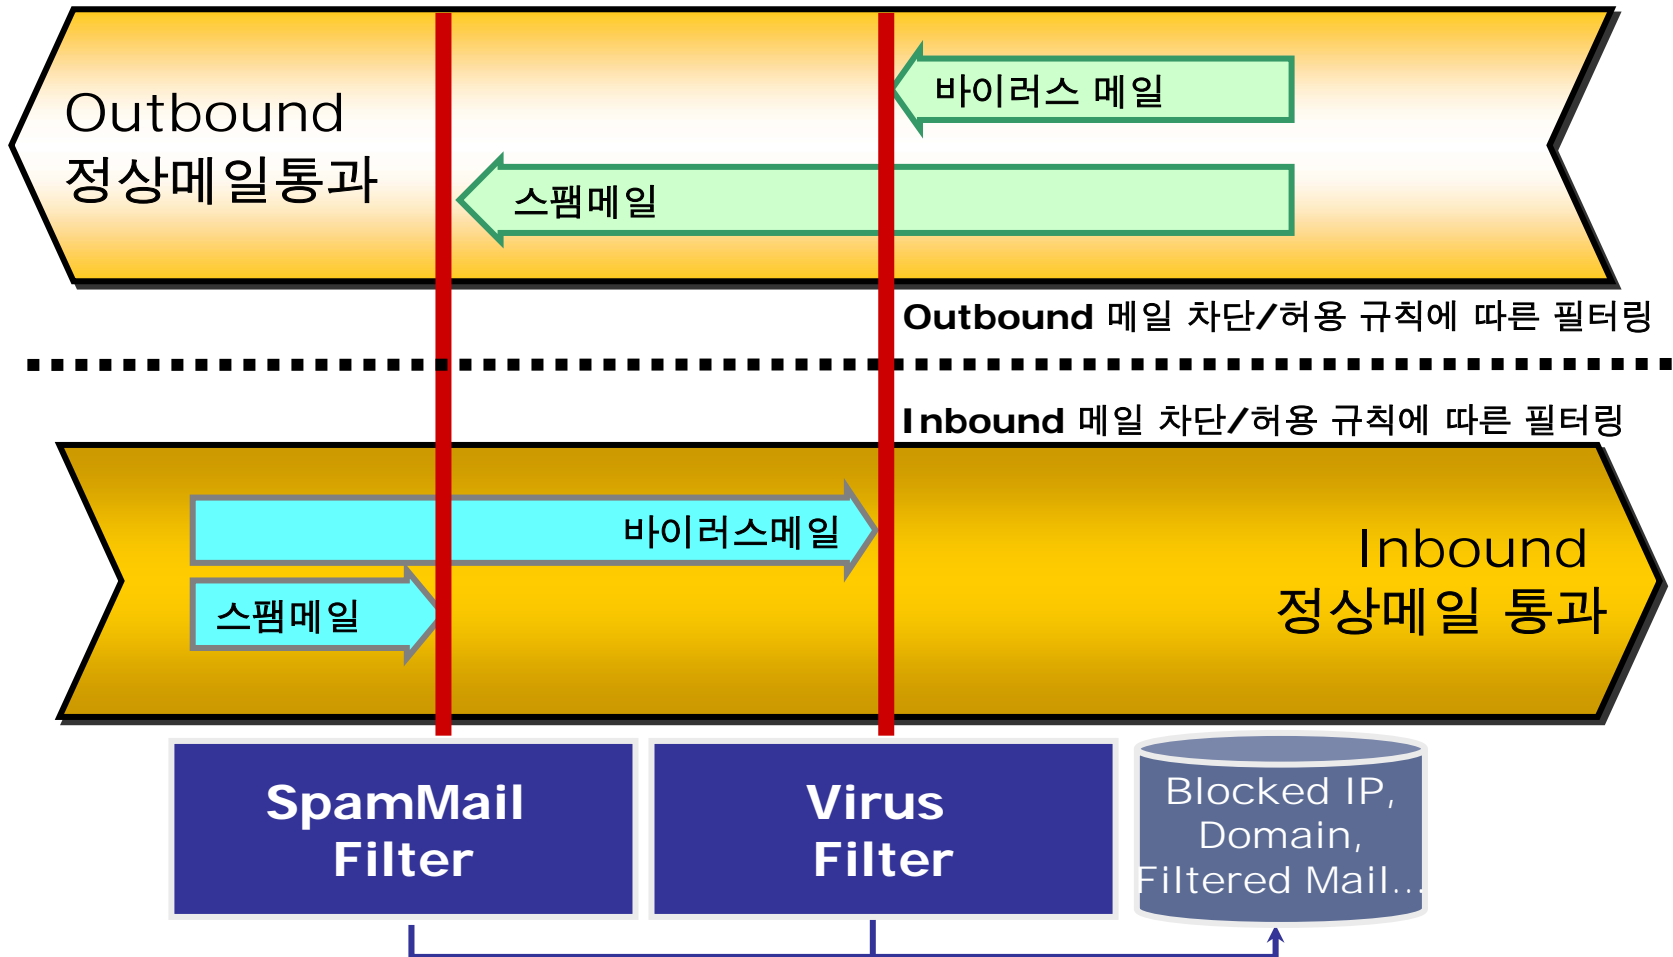 바이러스 메일
Outbound
정상메일통과
스팸메일
Outbound 메일 차단/허용 규칙에 따른 필터링
Inbound 메일 차단/허용 규칙에 따른 필터링
바이러스메일
스팸메일
Inbound
정상메일 통과
SpamMail
Filter
Virus
Filter
Blocked IP,
Domain,
Filtered Mail...